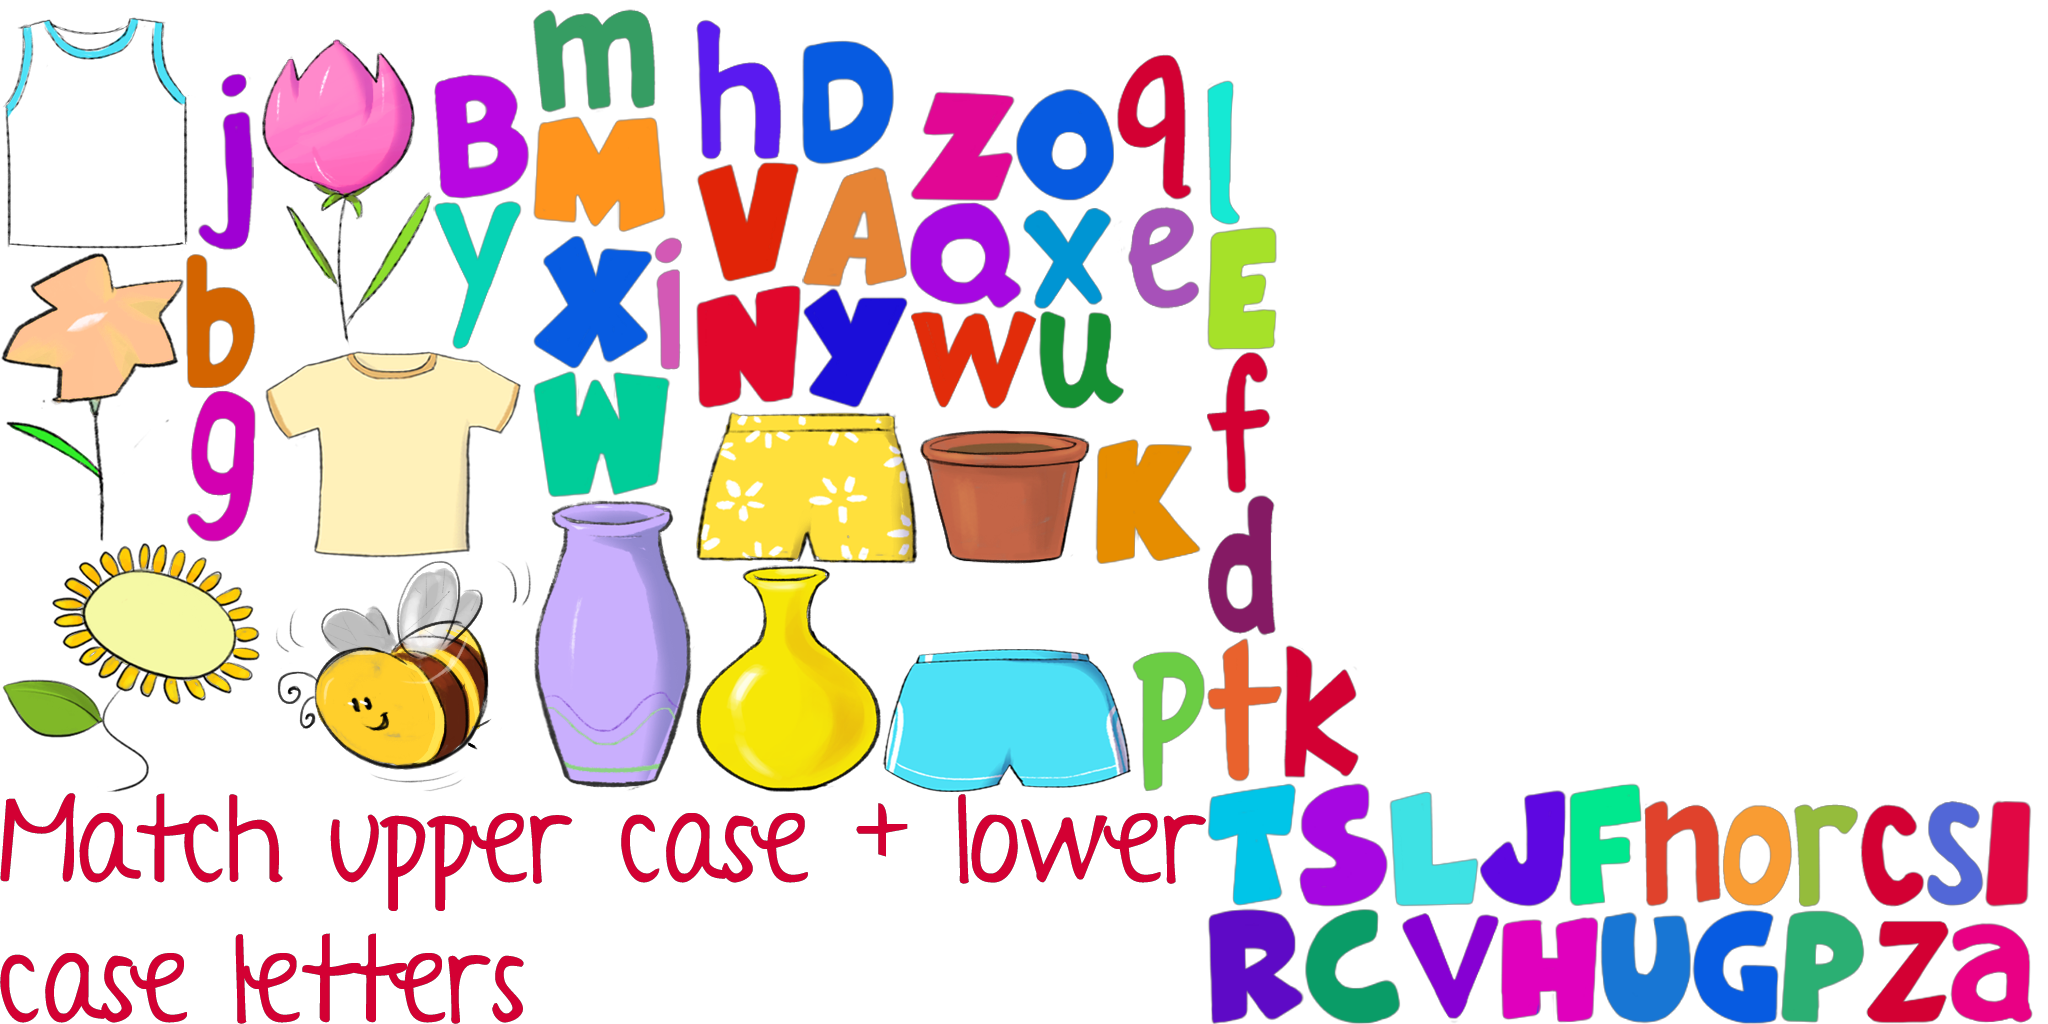 m
h D q
j B z o l
M
y V A Q x e
b X i E
N Y w u
g W f
K
d
p t k
Match upper case + lower
T S L J F n o r c s I
case letters
R C V H U G P Z a